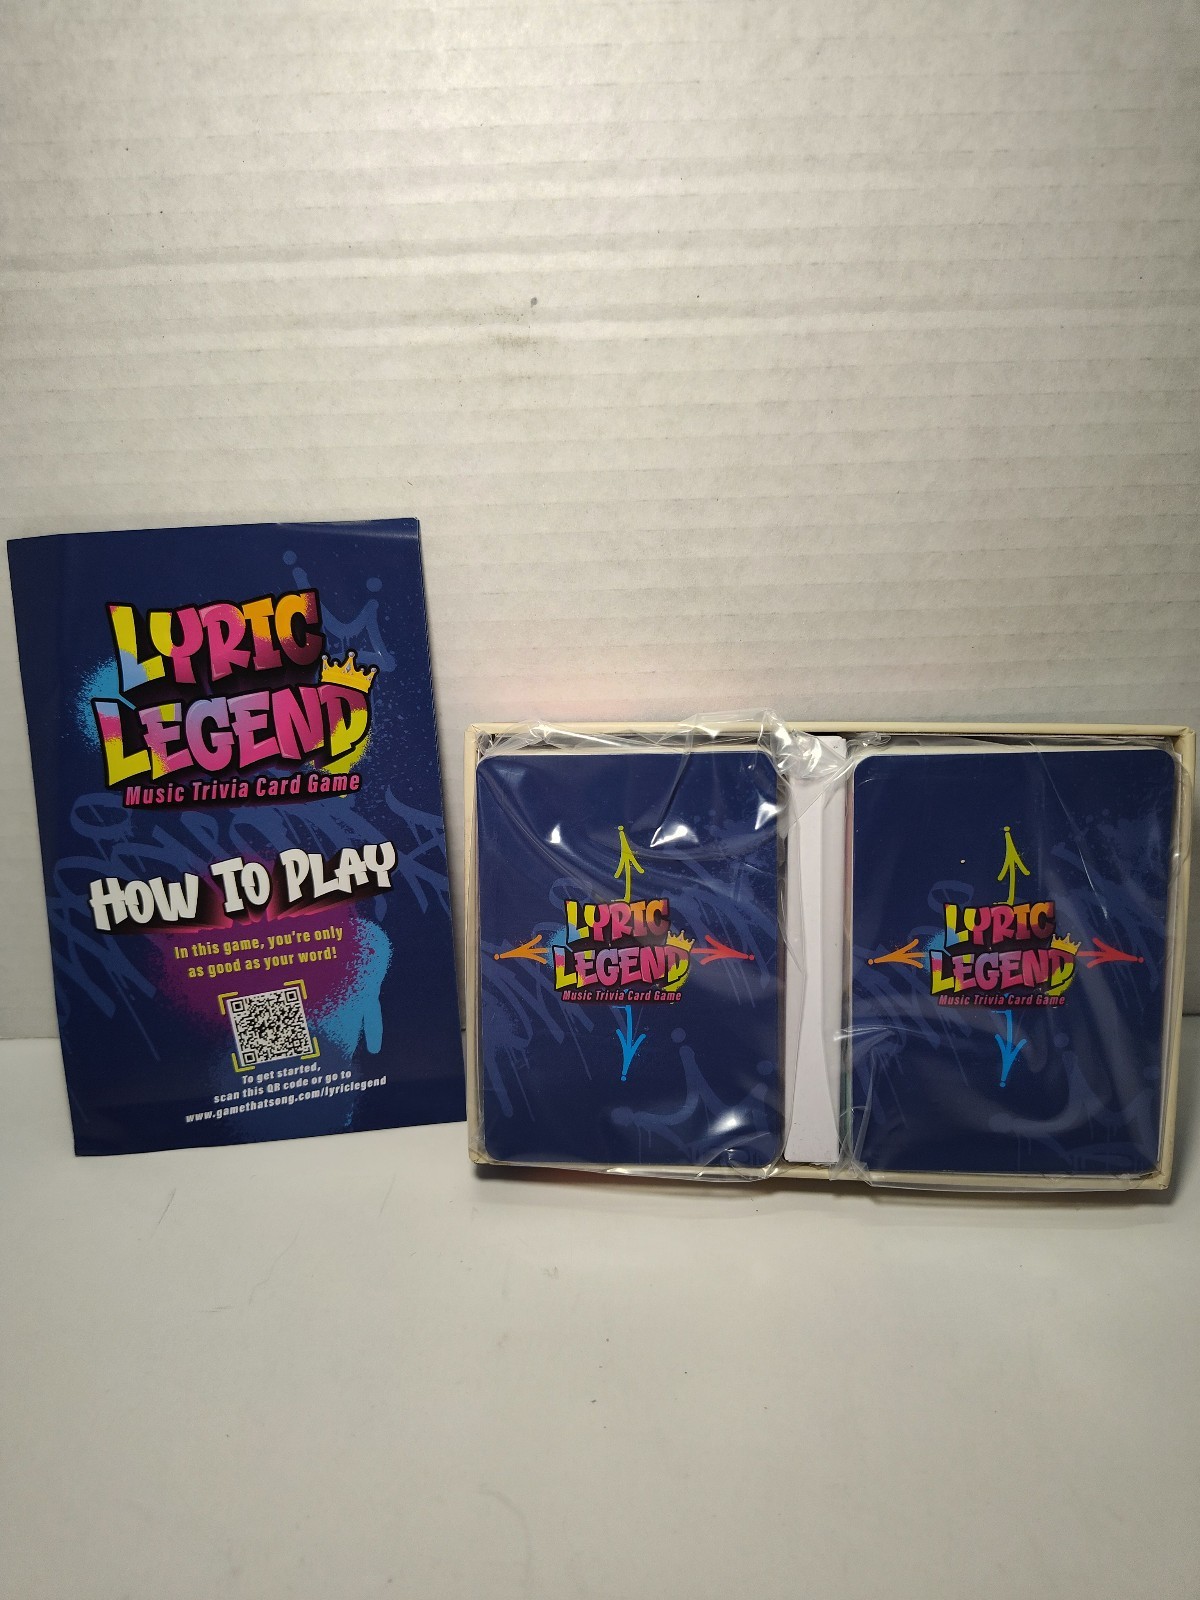 LYRIC
LEGEND
Music Trivia Card Game
HOW TO PLAY
In this game, you're only
as good as your word!
To get started,
scan this QR code or go to
www.gamethatsong.com/lyriclegend
LYRIC
LEGEND
Music Trivia Card Game
LYRIC
LEGEND
Music Trivia Card Game